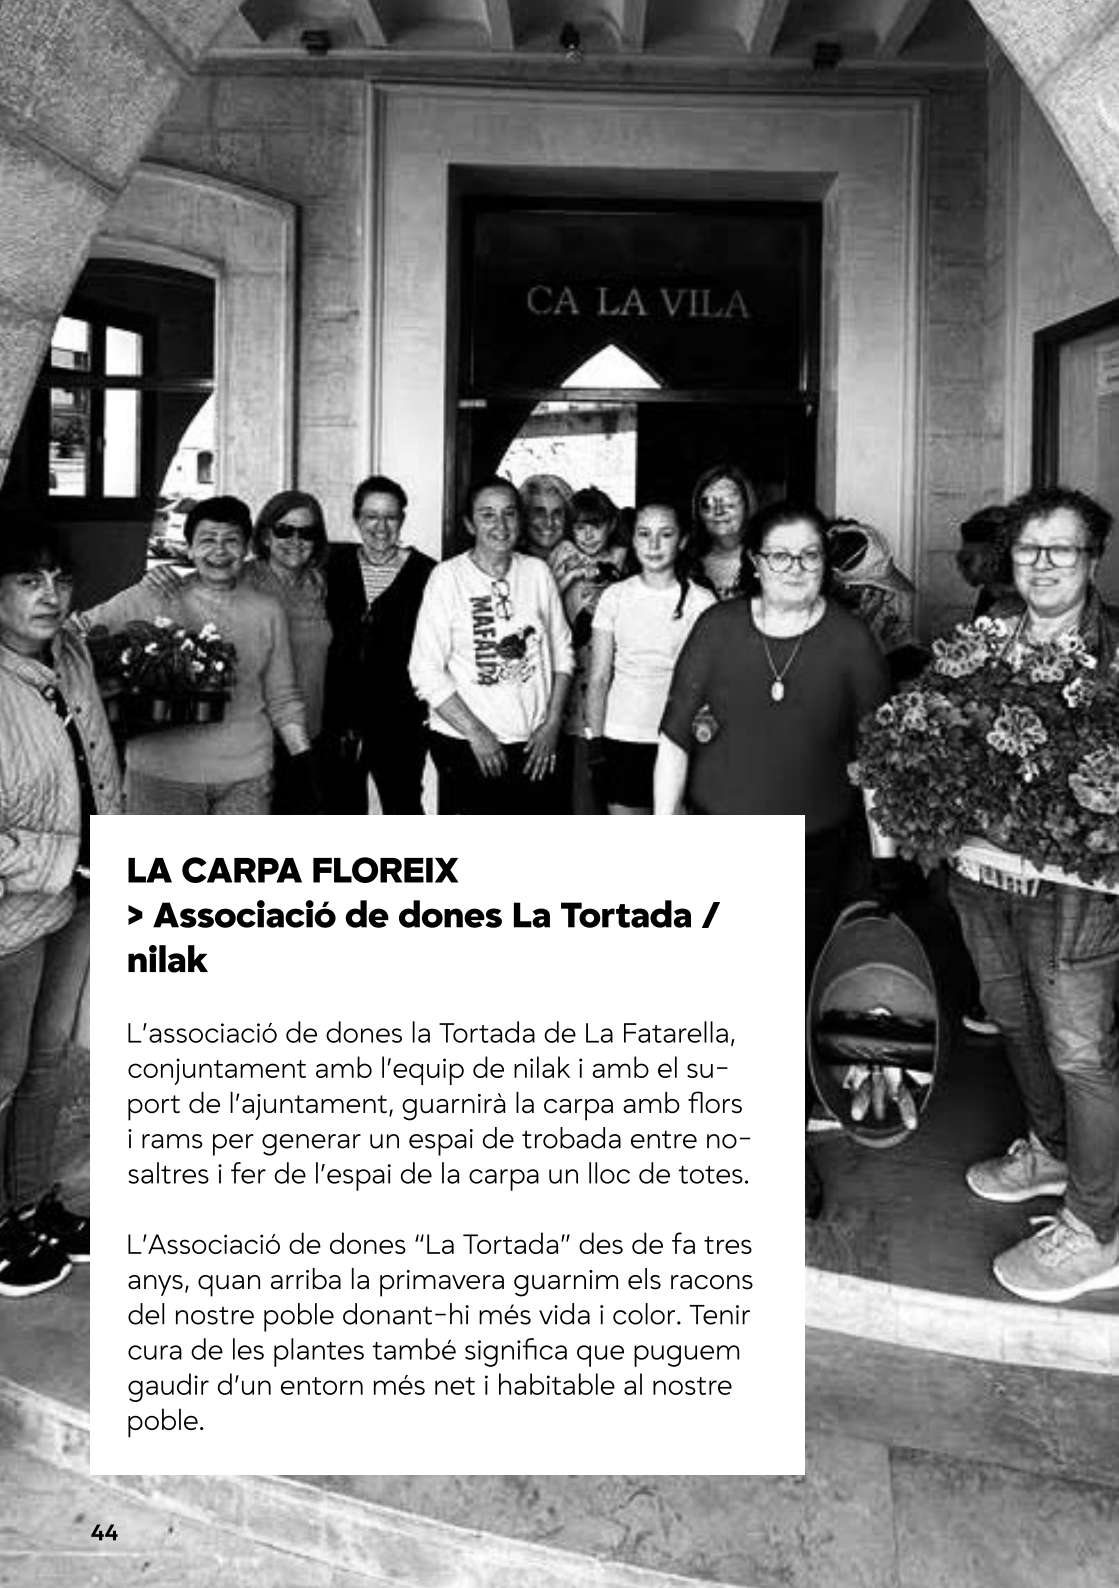 CA LA VILA
MAFALDA
LA CARPA FLOREIX
> Associació de dones La Tortada /
nilak
L’associació de dones la Tortada de La Fatarella,
conjuntament amb l’equip de nilak i amb el su-
port de l’ajuntament, guarnirà la carpa amb flors
i rams per generar un espai de trobada entre no-
saltres i fer de l’espai de la carpa un lloc de totes.
L’Associació de dones “La Tortada” des de fa tres
anys, quan arriba la primavera guarnim els racons
del nostre poble donant-hi més vida i color. Tenir
cura de les plantes també significa que puguem
gaudir d’un entorn més net i habitable al nostre
poble.
44